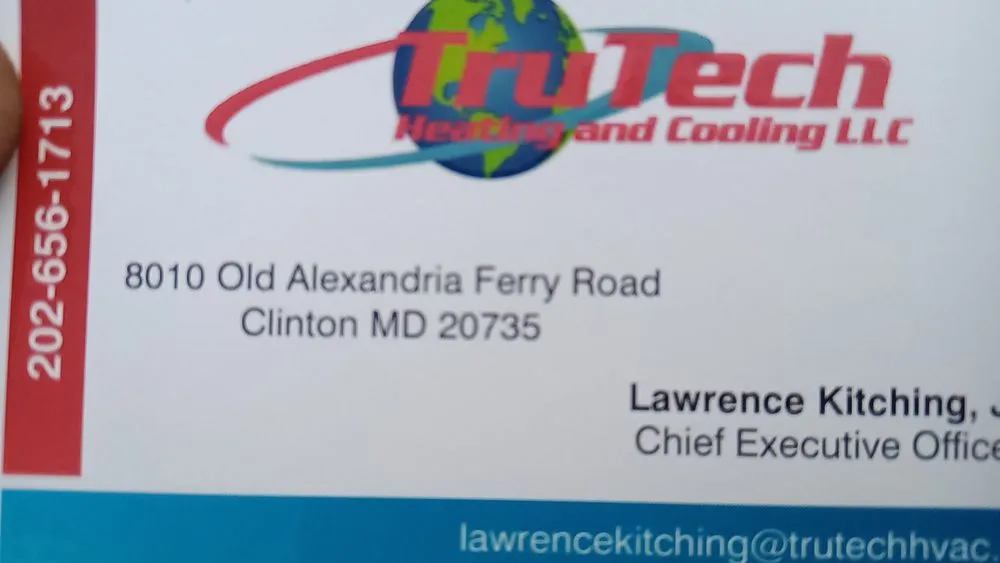 TruTech
Heating and Cooling LLC
202-656-1713
8010 Old Alexandria Ferry Road
Clinton MD 20735
Lawrence Kitching, J
Chief Executive Office
lawrencekitching@trutechhvac.